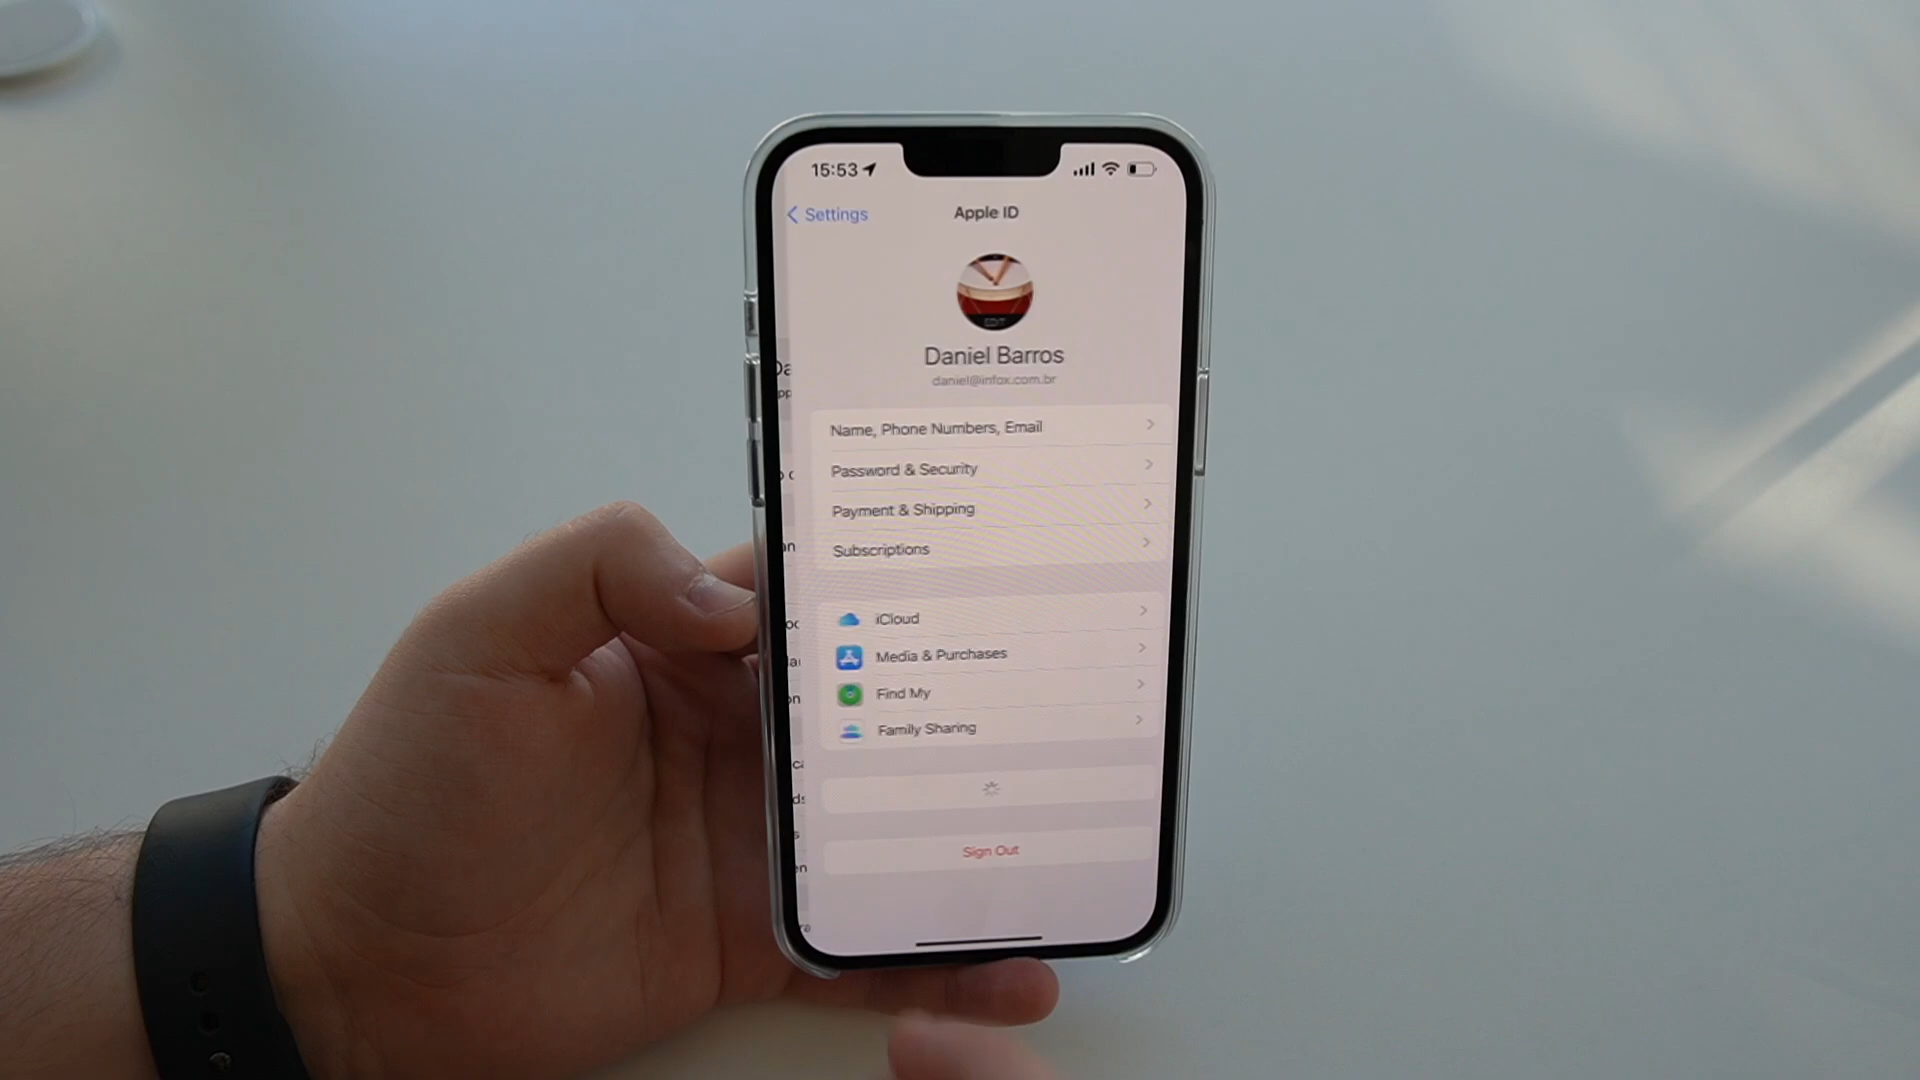 15:53
Settings
Apple ID
EDIT
Daniel Barros
daniel@infox.com.br
Name, Phone Numbers, Email
Password & Security
Payment & Shipping
Subscriptions
iCloud
Media & Purchases
Find My
Family Sharing
Sign Out